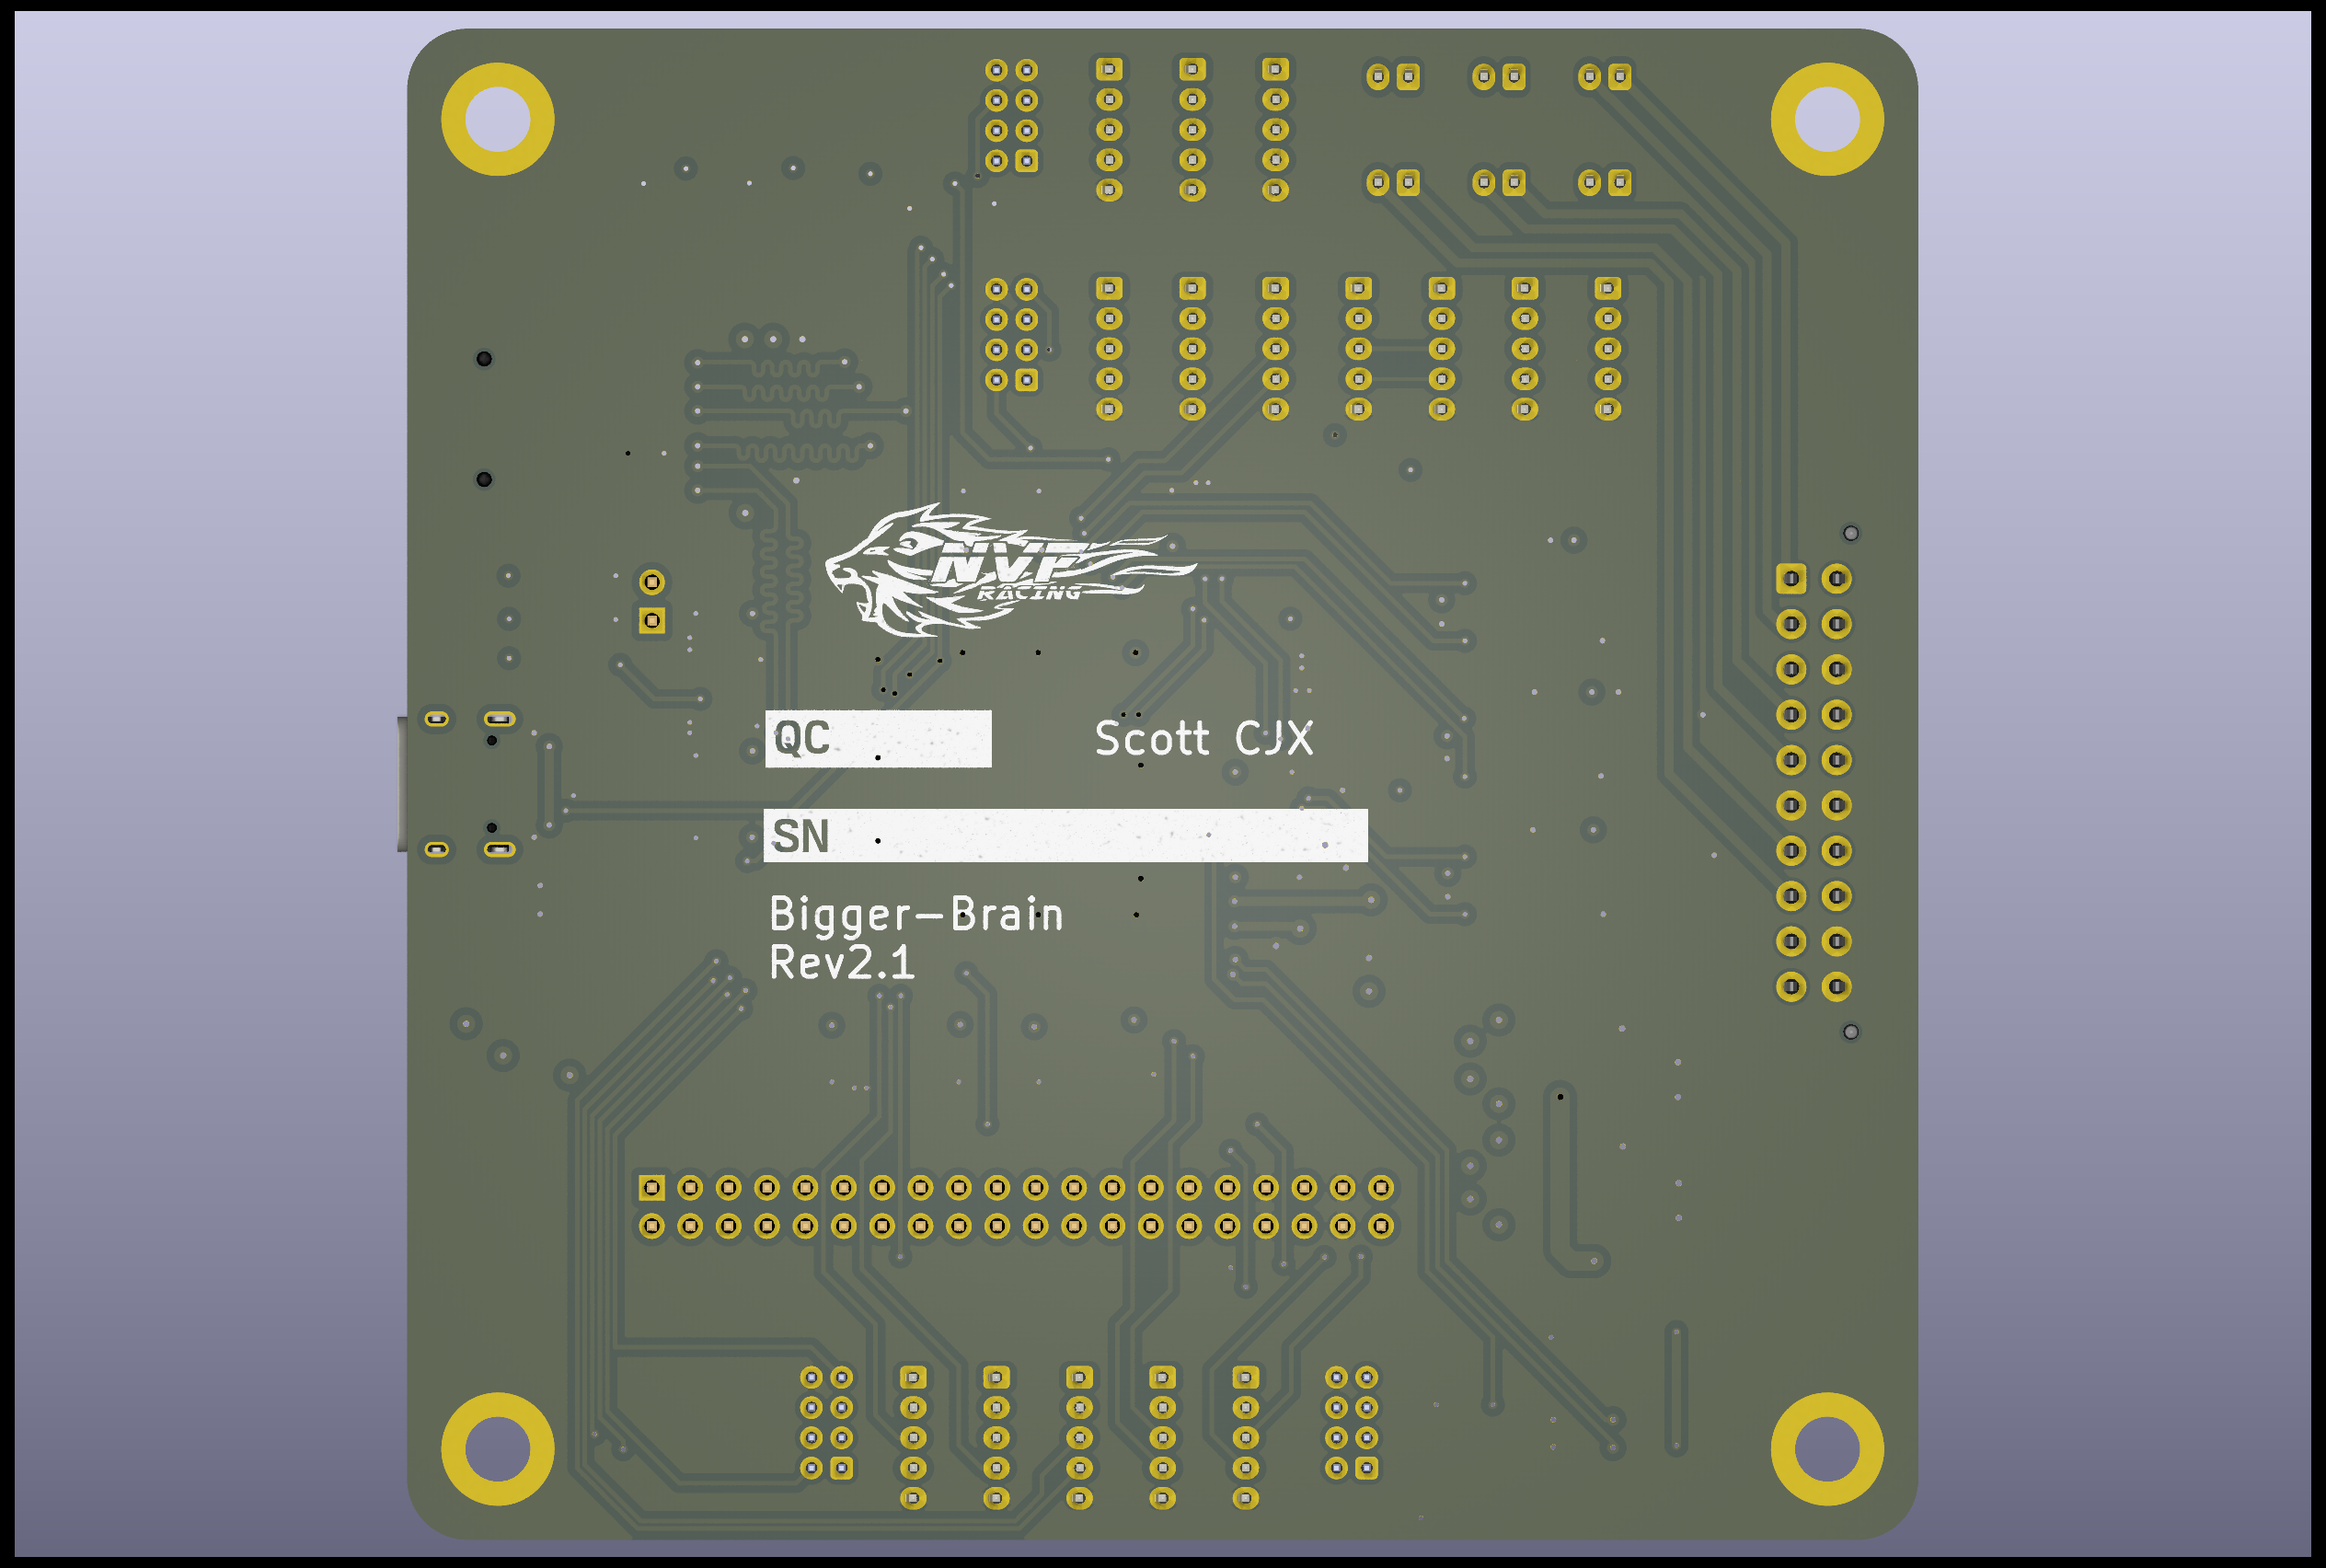 NVF
RACING
QC
Scott CJX
SN
Bigger-Brain
Rev2.1